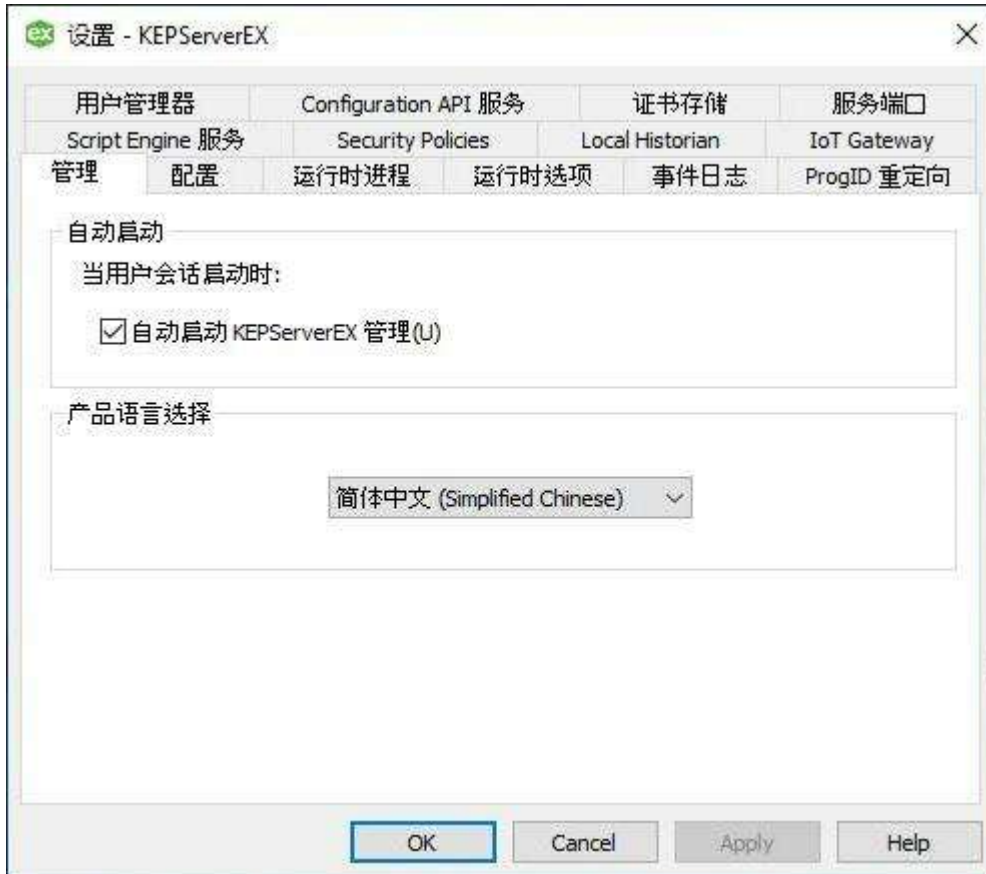 设置 - KEPServerEX
用户管理器 Configuration API 服务 证书存储 服务端口
Script Engine 服务 Security Policies Local Historian IoT Gateway
管理 配置 运行时进程 运行时选项 事件日志 ProgID 重定向
自动启动
当用户会话启动时:
自动启动 KEPServerEX 管理(U)
产品语言选择
简体中文 (Simplified Chinese)
OK Cancel Apply Help